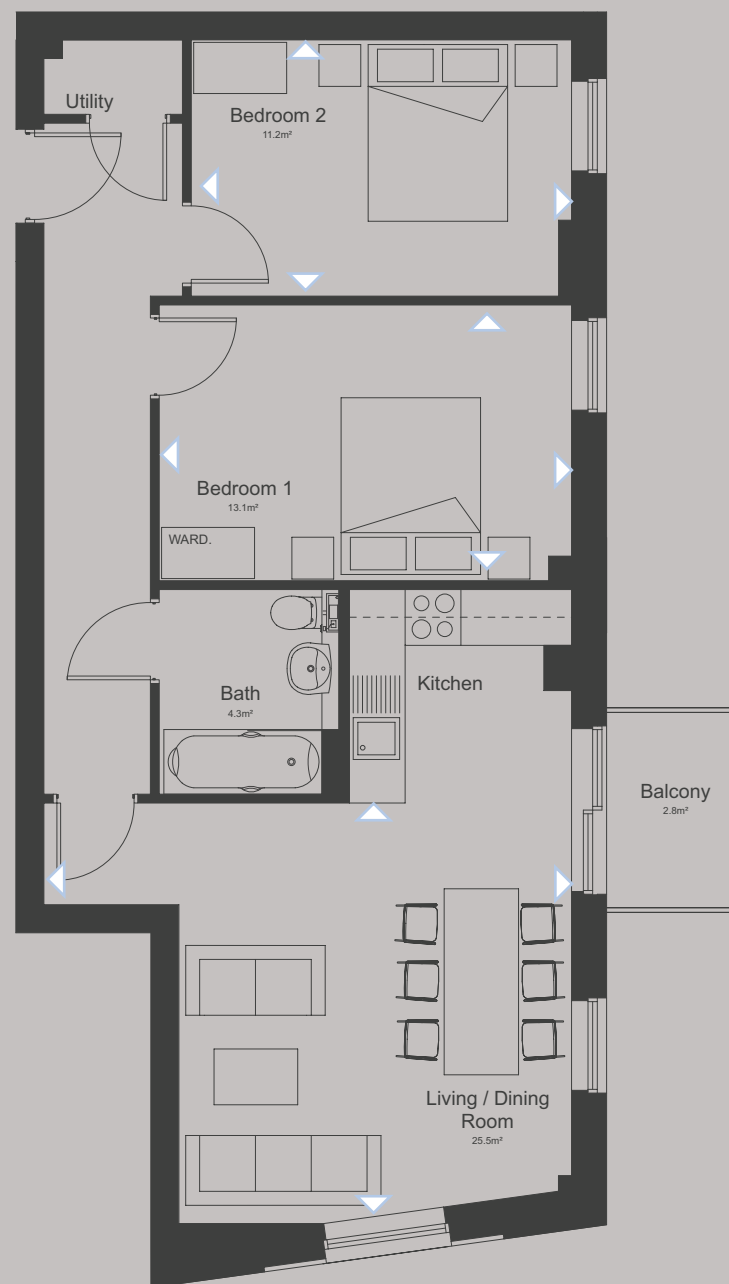 Utility
Bedroom 2
11.2m²
Bedroom 1
13.1m²
WARD.
Kitchen
Bath
4.3m²
Balcony
2.8m²
Living / Dining
Room
25.5m²